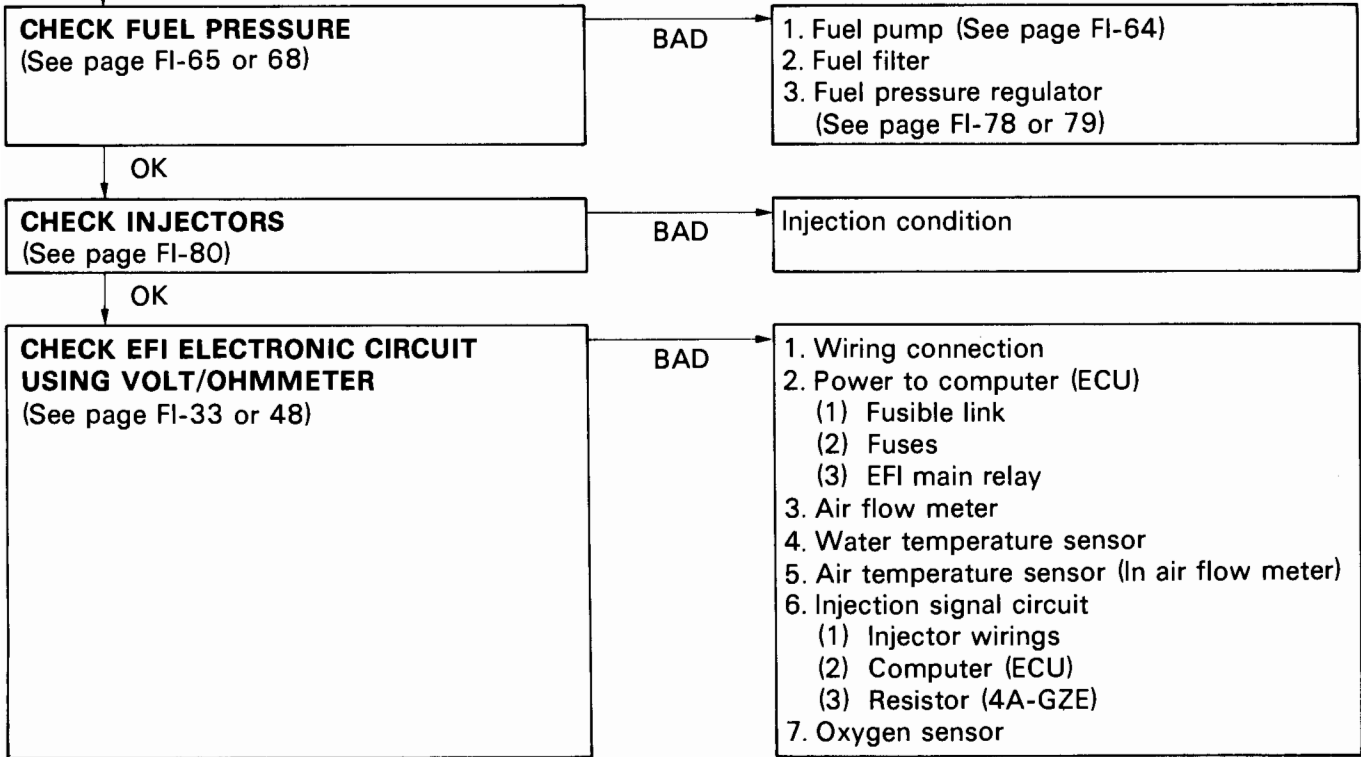 CHECK FUEL PRESSURE
(See page FI-65 or 68)
BAD
1. Fuel pump (See page FI-64)
2. Fuel filter
3. Fuel pressure regulator
(See page FI-78 or 79)
OK
CHECK INJECTORS
(See page FI-80)
BAD
Injection condition
OK
CHECK EFI ELECTRONIC CIRCUIT
USING VOLT/OHMMETER
(See page FI-33 or 48)
BAD
1. Wiring connection
2. Power to computer (ECU)
(1) Fusible link
(2) Fuses
(3) EFI main relay
3. Air flow meter
4. Water temperature sensor
5. Air temperature sensor (In air flow meter)
6. Injection signal circuit
(1) Injector wirings
(2) Computer (ECU)
(3) Resistor (4A-GZE)
7. Oxygen sensor